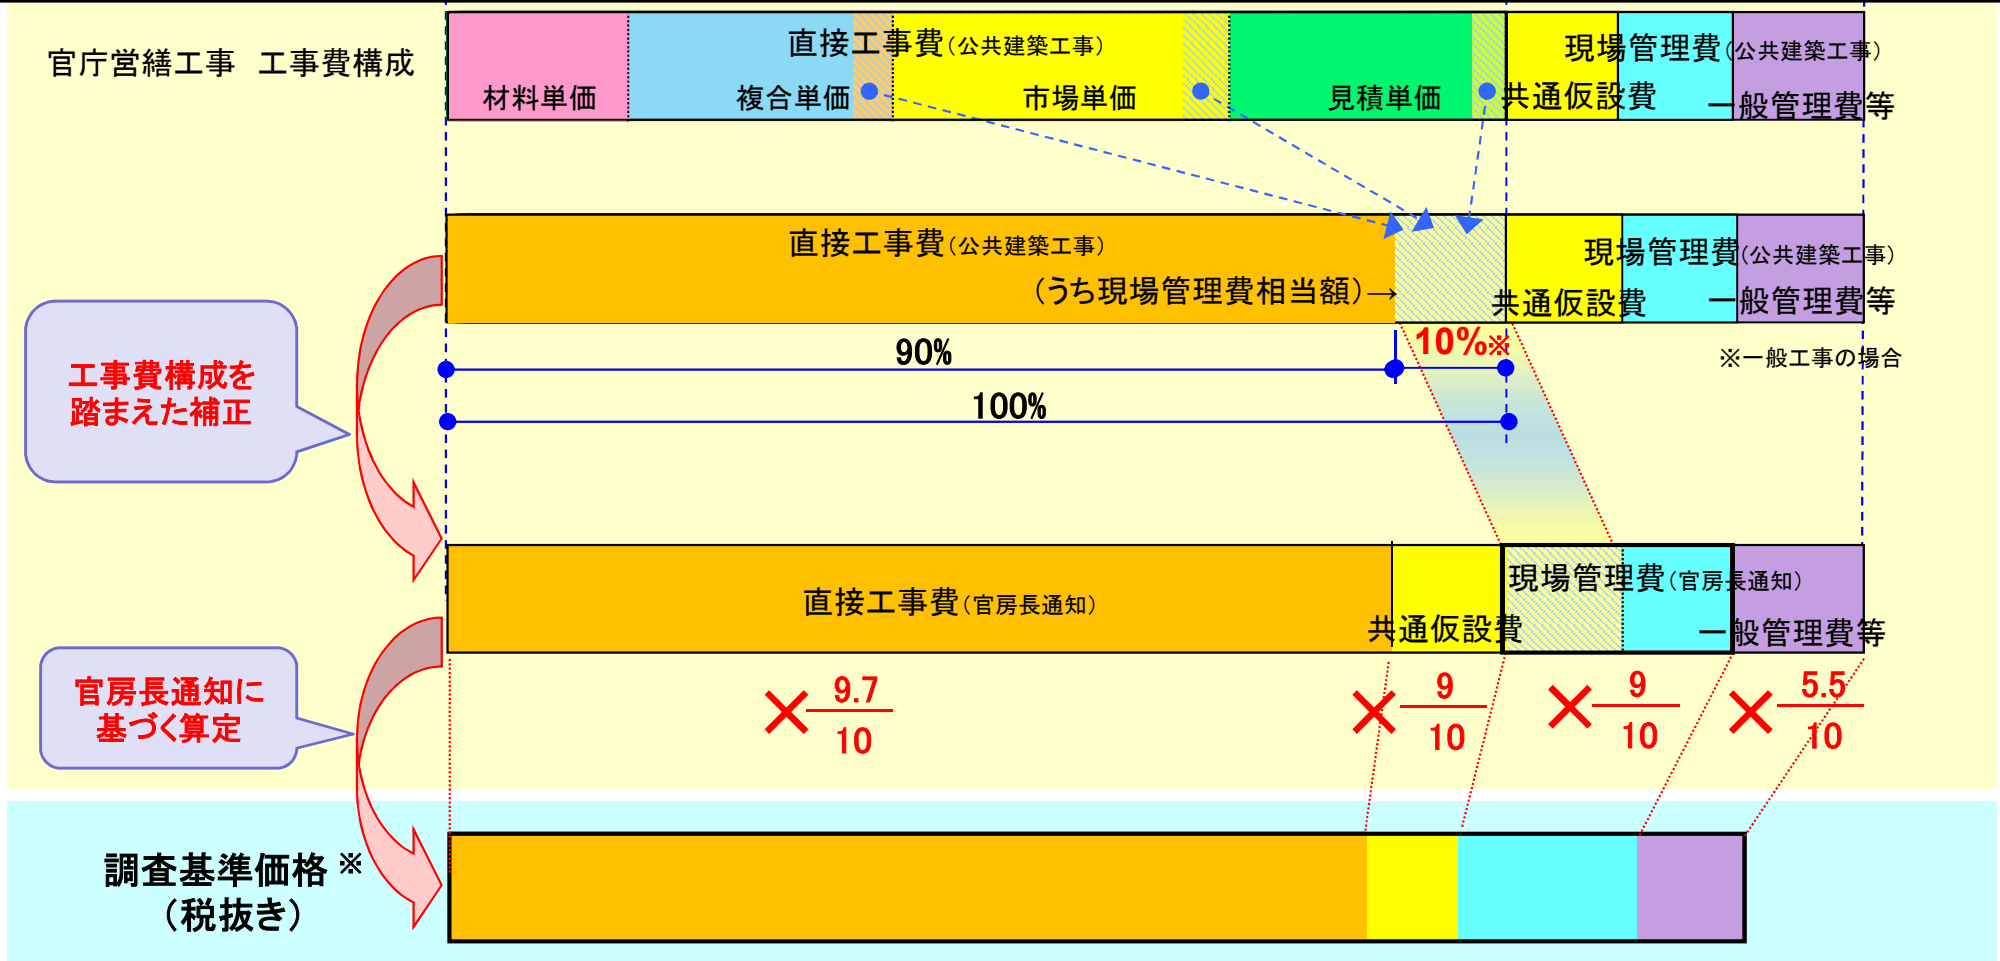 官庁営繕工事　工事費構成
直接工事費（公共建築工事）
材料単価
複合単価
市場単価
見積単価
共通仮設費
現場管理費（公共建築工事）
一般管理費等
直接工事費（公共建築工事）
（うち現場管理費相当額）→
共通仮設費
現場管理費（公共建築工事）
一般管理費等
90%
10%※
※一般工事の場合
100%
工事費構成を
踏まえた補正
直接工事費（官房長通知）
共通仮設費
現場管理費（官房長通知）
一般管理費等
官房長通知に
基づく算定
× 9.7
10
× 9
10
× 9
10
× 5.5
10
調査基準価格※
（税抜き）